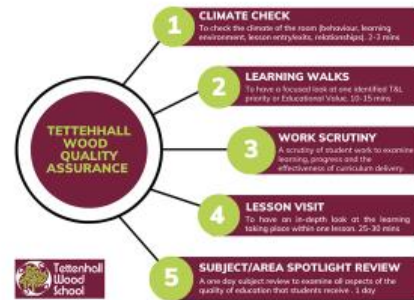 1
CLIMATE CHECK
To check the climate of the room (behaviour, learning
environment, lesson entry/exits, relationships). 2-3 mins
2
LEARNING WALKS
To have a focused look at one identified T&L
priority or Educational Value. 10-15 mins
TETTEHHALL
WOOD
QUALITY
ASSURANCE
3
WORK SCRUTINY
A scrutiny of student work to examine
learning, progress and the
effectiveness of curriculum delivery.
4
LESSON VISIT
To have an in-depth look at the learning
taking place within one lesson. 25-30 mins
5
SUBJECT/AREA SPOTLIGHT REVIEW
A one day subject review to examine all aspects of the
quality of education that students receive . 1 day
Tettenhall
Wood
School